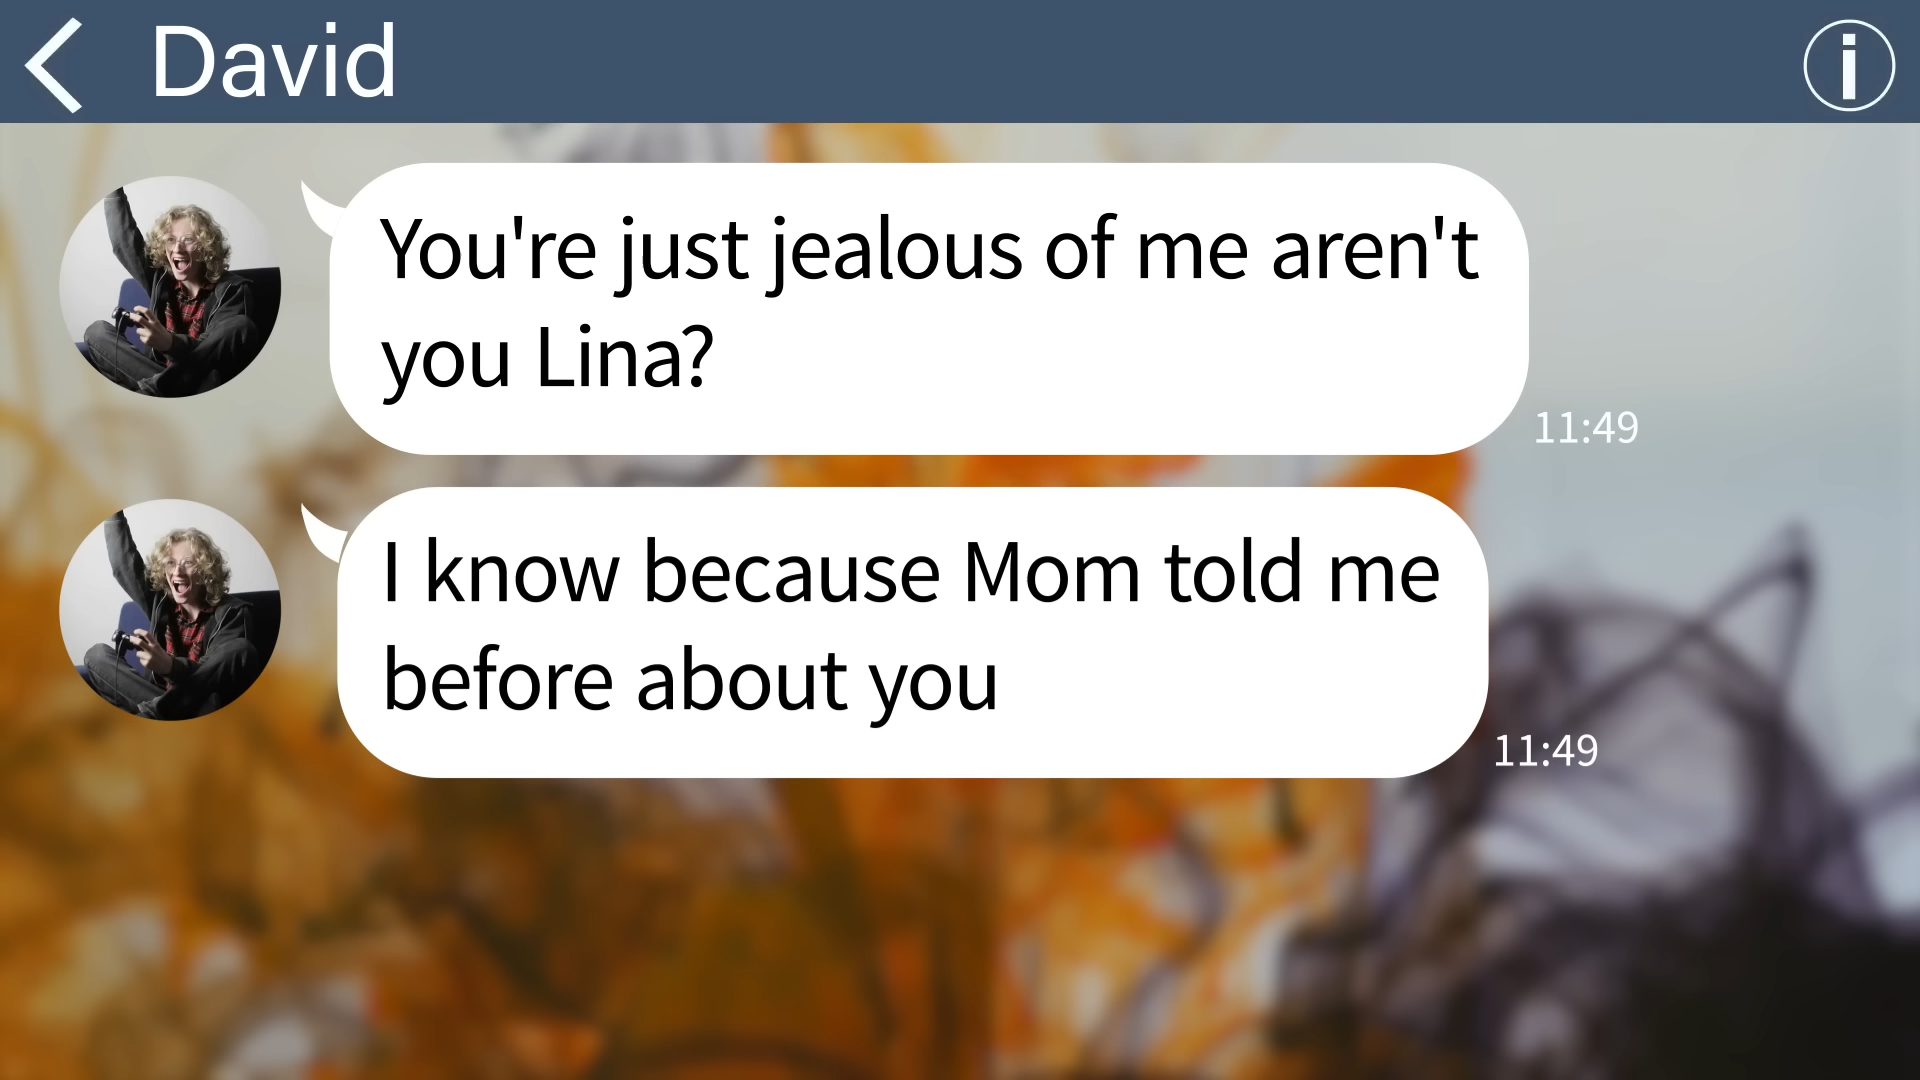 David
You're just jealous of me aren't
you Lina?
11:49
I know because Mom told me
before about you
11:49